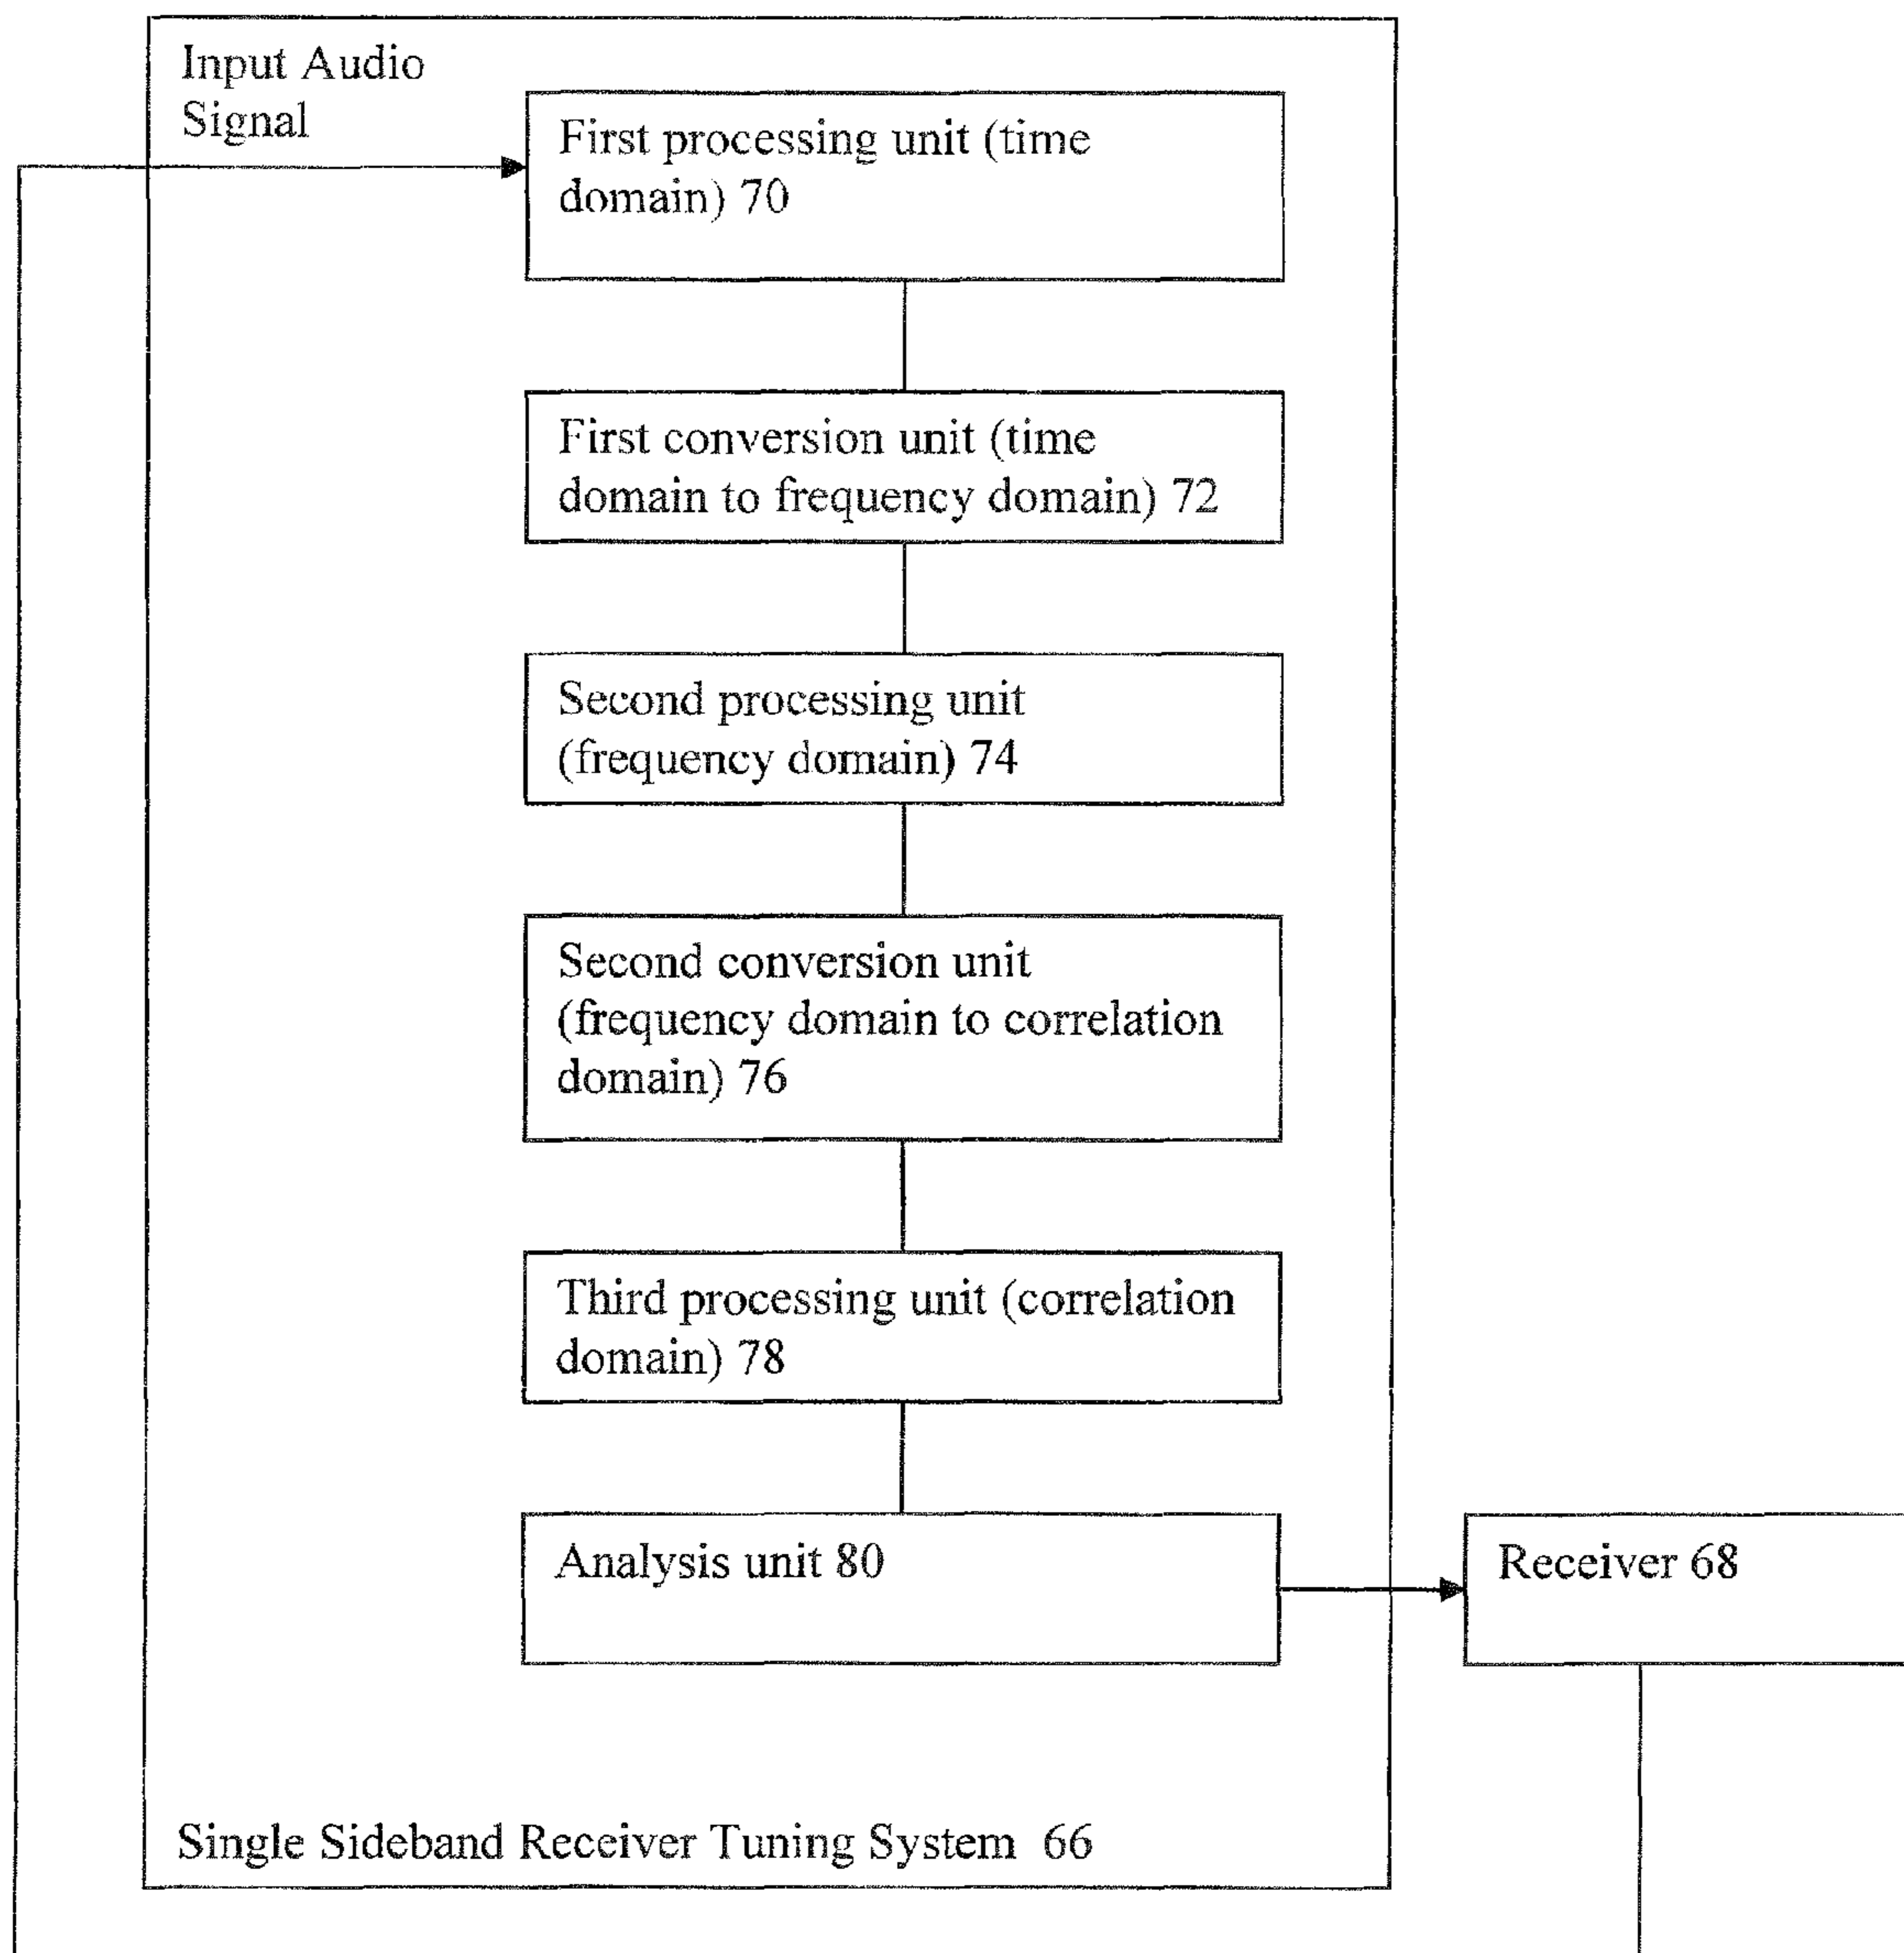 Input Audio
Signal
First processing unit (time
domain) 70
First conversion unit (time
domain to frequency domain) 72
Second processing unit
(frequency domain) 74
Second conversion unit
(frequency domain to correlation
domain) 76
Third processing unit (correlation
domain) 78
Analysis unit 80
Receiver 68
Single Sideband Receiver Tuning System 66